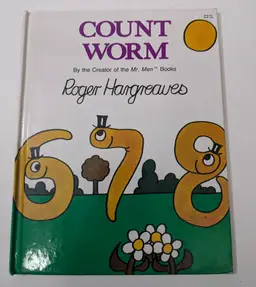 COUNT
WORM
By the Creator of the Mr. Men™ Books
Roger Hargreaves
678